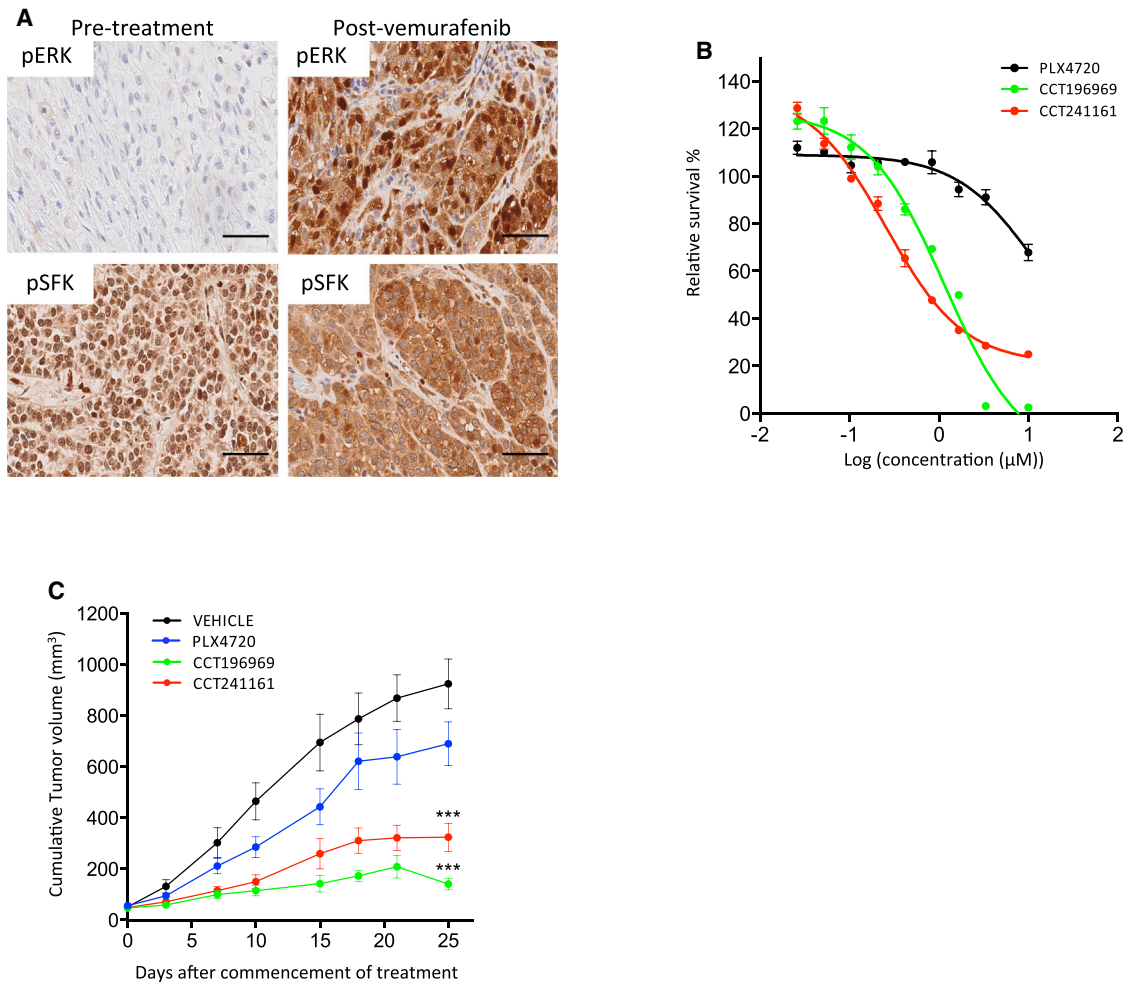 A
Pre-treatment
Post-vemurafenib
pERK
pERK
pSFK
pSFK
B
PLX4720
CCT196969
CCT241161
140
120
100
80
60
40
20
0
Relative survival %
-2
-1
0
1
2
Log (concentration (µM))
C
VEHICLE
PLX4720
CCT196969
CCT241161
1200
1000
800
600
400
200
0
Cumulative Tumor volume (mm³)
***
***
0
5
10
15
20
25
Days after commencement of treatment